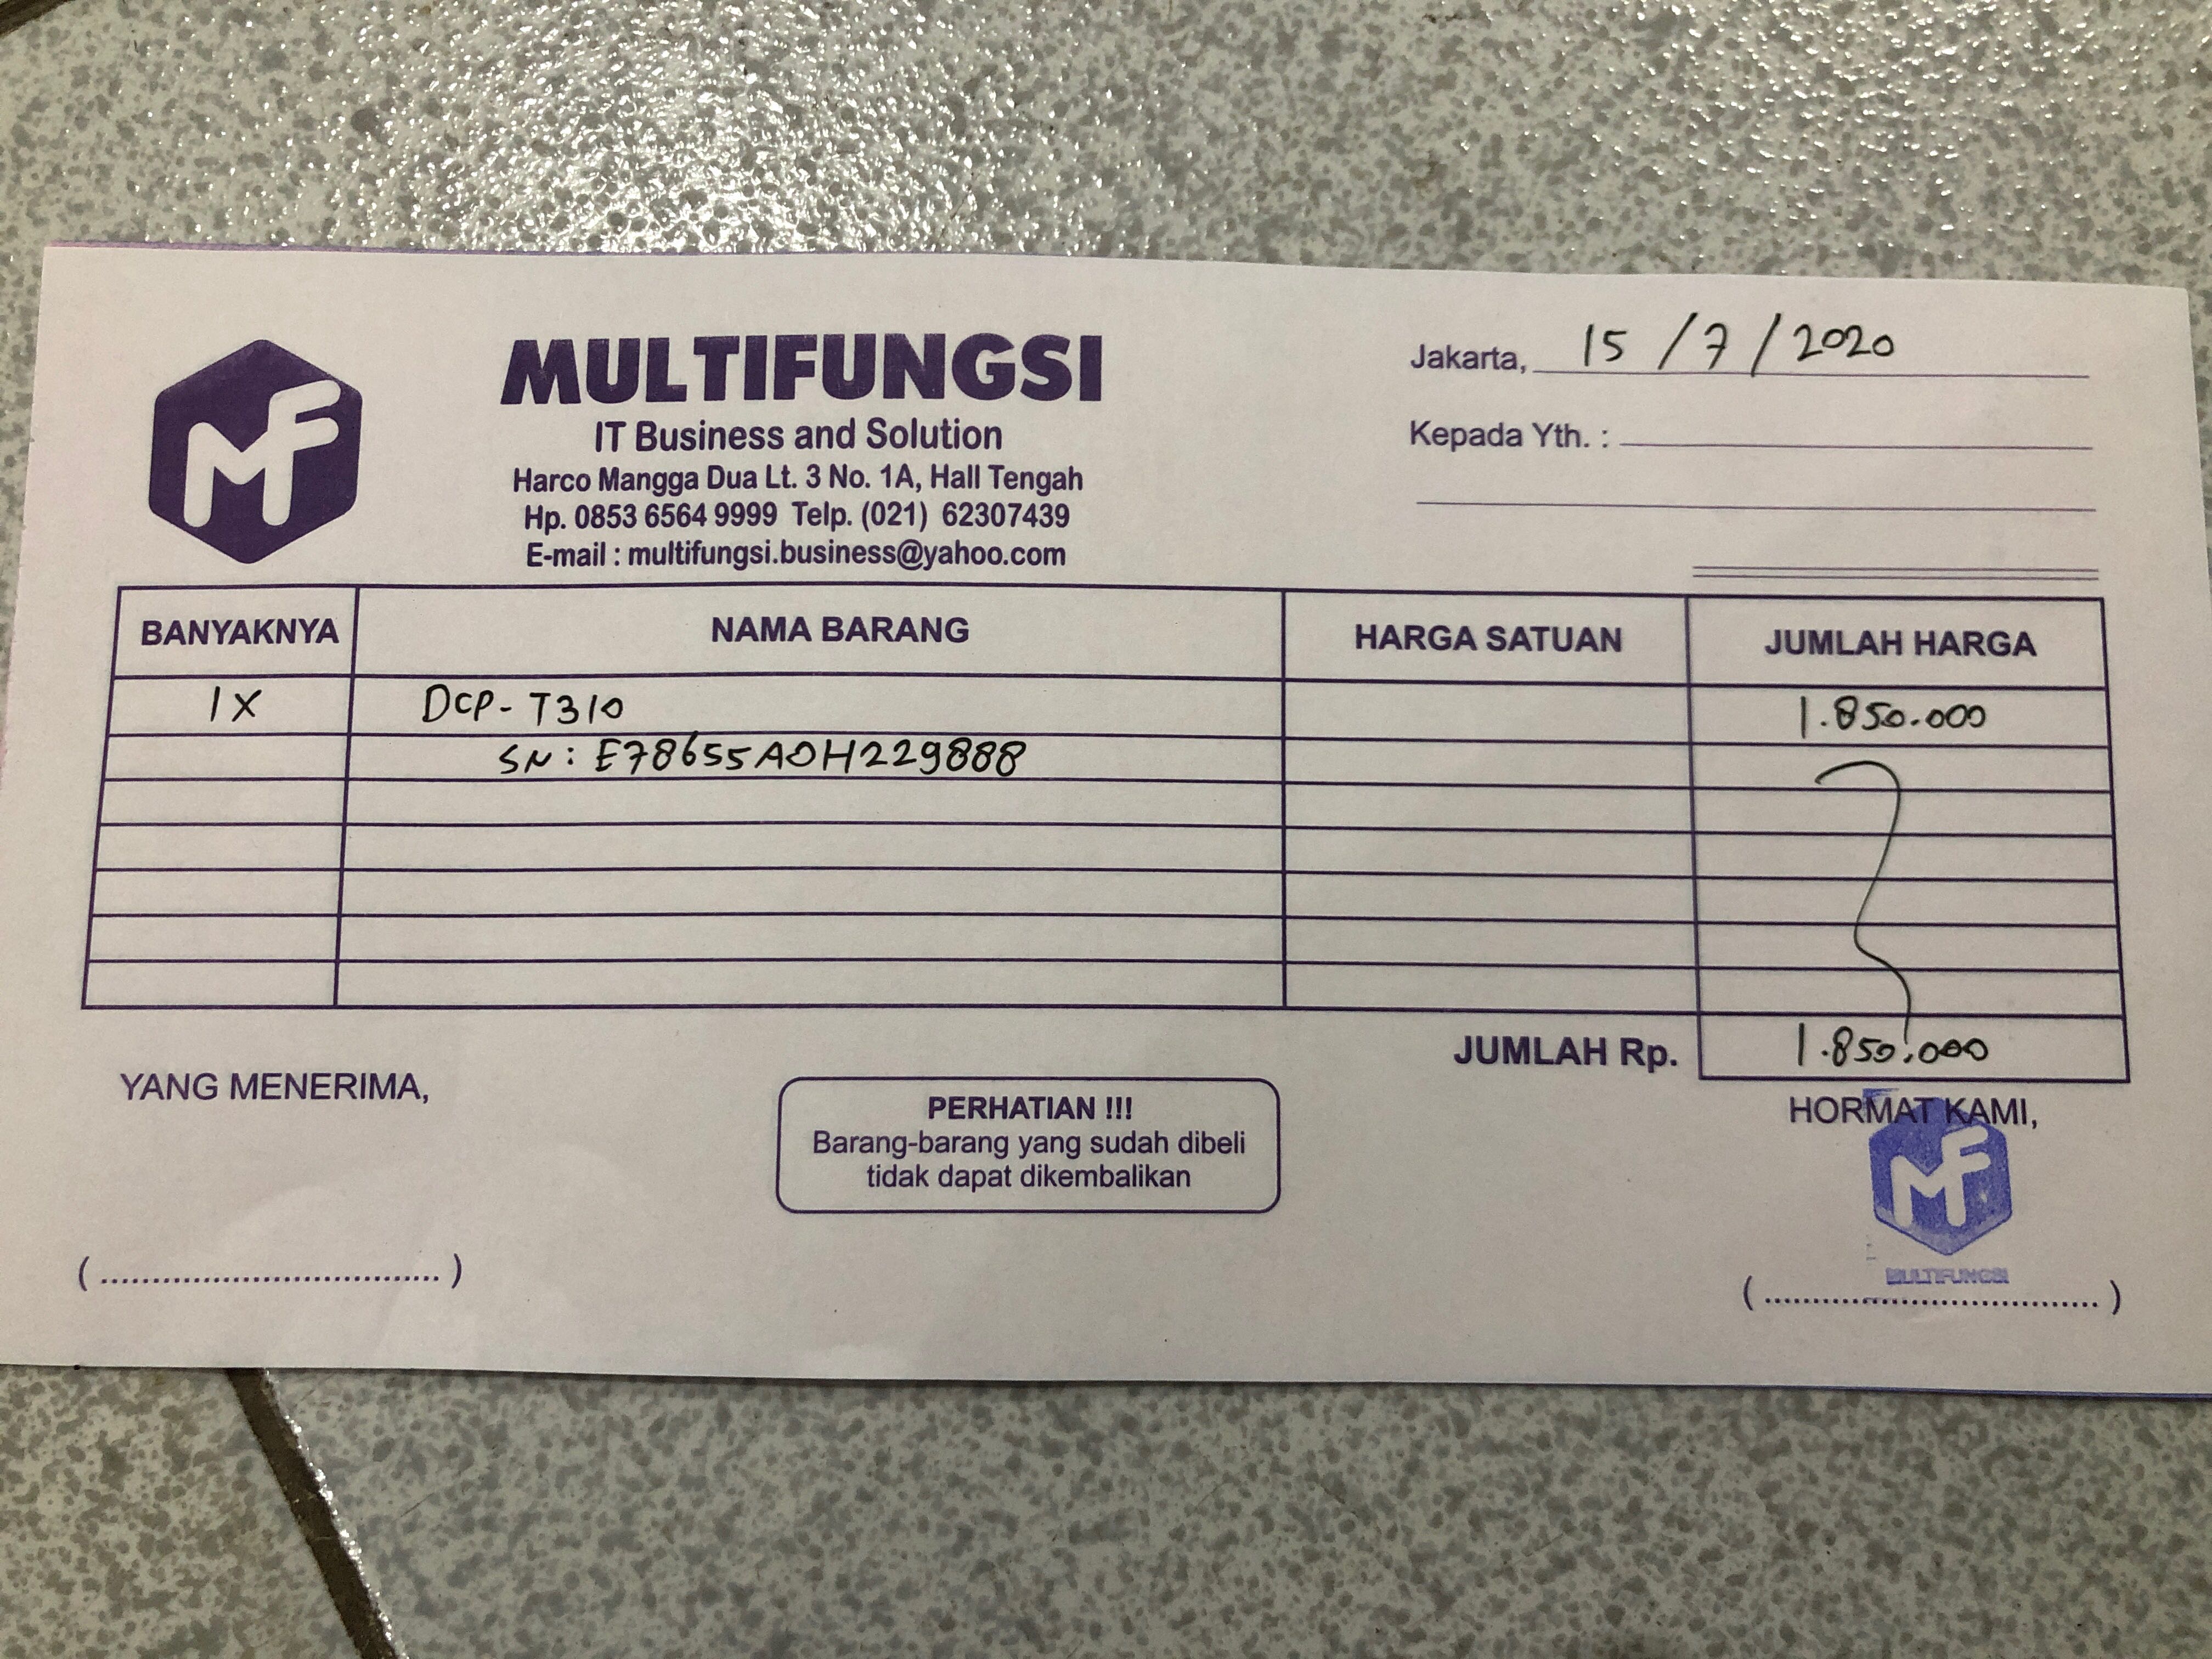 MF
MULTIFUNGSI
IT Business and Solution
Harco Mangga Dua Lt. 3 No. 1A, Hall Tengah
Hp. 0853 6564 9999 Telp. (021) 62307439
E-mail : multifungsi.business@yahoo.com
Jakarta, 15 / 7 / 2020
Kepada Yth. :
BANYAKNYA NAMA BARANG HARGA SATUAN JUMLAH HARGA
1X DCP-T310 1.850.000
SN: E78655A0H229888
JUMLAH Rp. 1.850.000
YANG MENERIMA,
PERHATIAN !!!
Barang-barang yang sudah dibeli
tidak dapat dikembalikan
HORMAT KAMI,
MF
MULTIFUNGSI
( .................................. )
( .................................. )